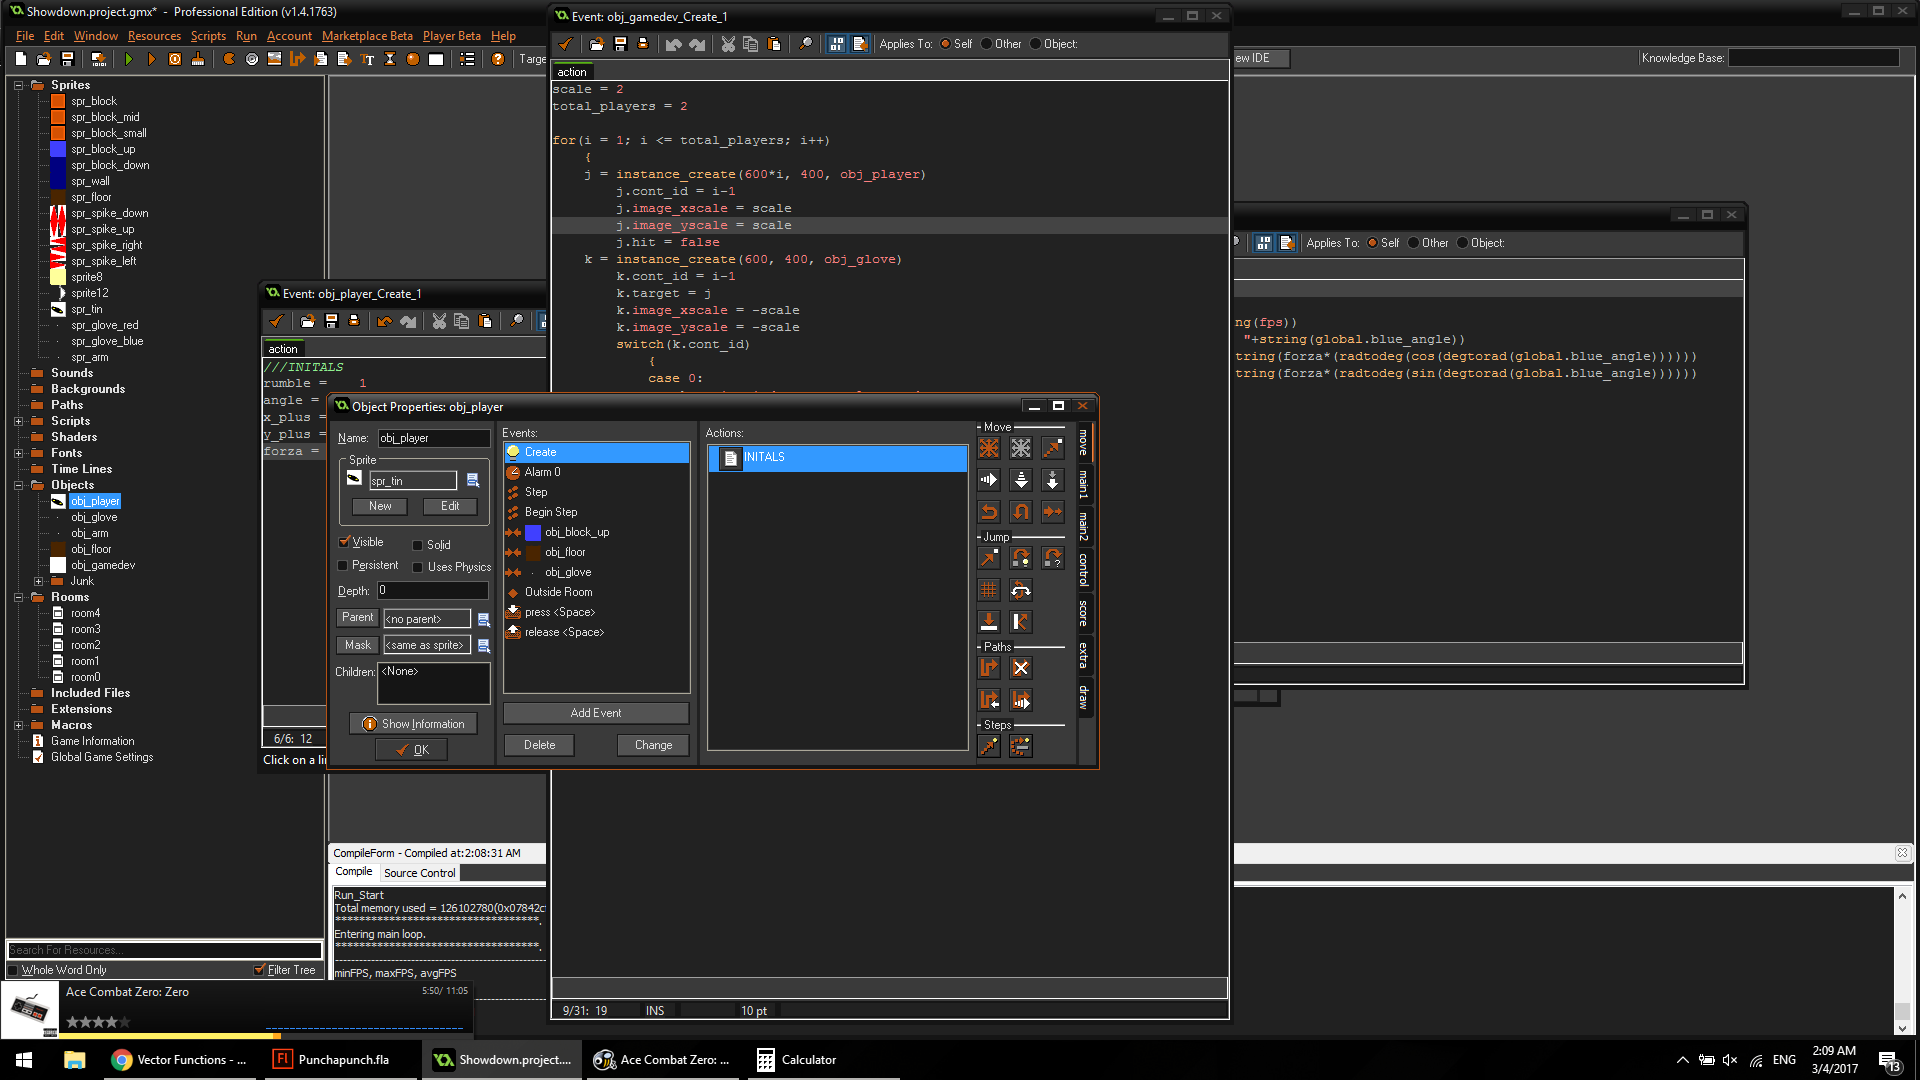 Showdown.project.gmx* - Professional Edition (v1.4.1763)
File Edit Window Resources Scripts Run Account Marketplace Beta Player Beta Help
Targe
ew IDE
Knowledge Base:
Sprites
spr_block
spr_block_mid
spr_block_small
spr_block_up
spr_block_down
spr_wall
spr_floor
spr_spike_down
spr_spike_up
spr_spike_right
spr_spike_left
sprite8
sprite12
spr_tin
spr_glove_red
spr_glove_blue
spr_arm
Sounds
Backgrounds
Paths
Scripts
Shaders
Fonts
Time Lines
Objects
obj_player
obj_glove
obj_arm
obj_floor
obj_gamedev
Junk
Rooms
room4
room3
room2
room1
room0
Included Files
Extensions
Macros
Game Information
Global Game Settings
Search For Resources...
Whole Word Only
Filter Tree
Event: obj_gamedev_Create_1
Applies To: Self Other Object:
action
scale = 2
total_players = 2
for(i = 1; i <= total_players; i++)
{
j = instance_create(600*i, 400, obj_player)
j.cont_id = i-1
j.image_xscale = scale
j.image_yscale = scale
j.hit = false
k = instance_create(600, 400, obj_glove)
k.cont_id = i-1
k.target = j
k.image_xscale = -scale
k.image_yscale = -scale
switch(k.cont_id)
{
case 0:
9/31: 19
INS
10 pt
Applies To: Self Other Object:
ng(fps))
"+string(global.blue_angle))
tring(forza*(radtodeg(cos(degtorad(global.blue_angle))))))
tring(forza*(radtodeg(sin(degtorad(global.blue_angle))))))
Event: obj_player_Create_1
action
///INITALS
rumble = 1
angle =
x_plus =
y_plus =
forza =
6/6: 12
Click on a li
Object Properties: obj_player
Name: obj_player
Sprite
spr_tin
New
Edit
Visible
Solid
Persistent
Uses Physics
Depth: 0
Parent
<no parent>
Mask
<same as sprite>
Children:
<None>
Show Information
OK
Events:
Create
Alarm 0
Step
Begin Step
obj_block_up
obj_floor
obj_glove
Outside Room
press <Space>
release <Space>
Add Event
Delete
Change
Actions:
INITALS
Move
Jump
Paths
Steps
move
main1
main2
control
score
extra
draw
CompileForm - Compiled at:2:08:31 AM
Compile
Source Control
Run_Start
Total memory used = 126102780(0x07842c
*********************************.
Entering main loop.
*********************************.
minFPS, maxFPS, avgFPS
Ace Combat Zero: Zero
5:50/ 11:05
Vector Functions - ...
Punchapunch.fla
Showdown.project....
Ace Combat Zero: ...
Calculator
ENG
2:09 AM
3/4/2017
13